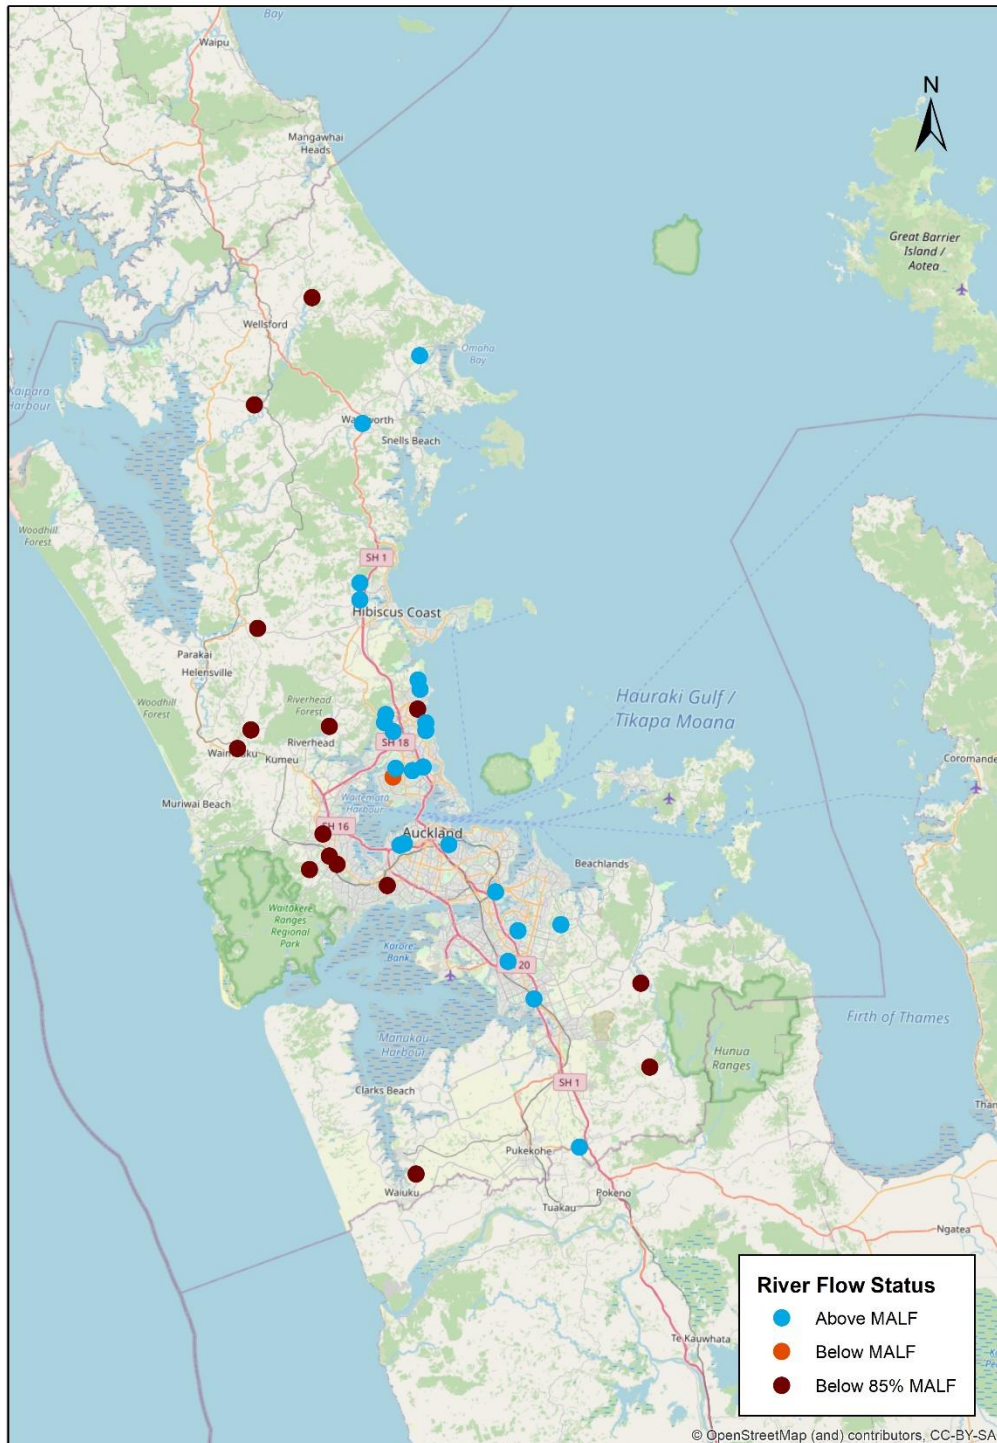 Bay
Waipu
Mangawhai
Heads
N
Great Barrier
Island /
Aotea
Wellsford
Omaha
Bay
Kaipara
Harbour
Snells Beach
Woodhill
Forest
SH 1
Hibiscus Coast
Parakai
Helensville
Woodhill
Forest
Riverhead
Forest
Hauraki Gulf /
Tikapa Moana
Riverhead
SH 18
Kumeu
Coromande
Muriwai Beach
Waitemata
Harbour
SH 16
Auckland
Beachlands
Waitakere
Ranges
Regional
Park
Karore
Bank
20
Manukau
Harbour
Firth of Thames
Hunua
Ranges
Clarks Beach
SH 1
Than
Pukekohe
Waiuku
Pokeno
Tuakau
Ngatea
River Flow Status
Above MALF
Below MALF
Below 85% MALF
Te Kauwhata
© OpenStreetMap (and) contributors, CC-BY-SA